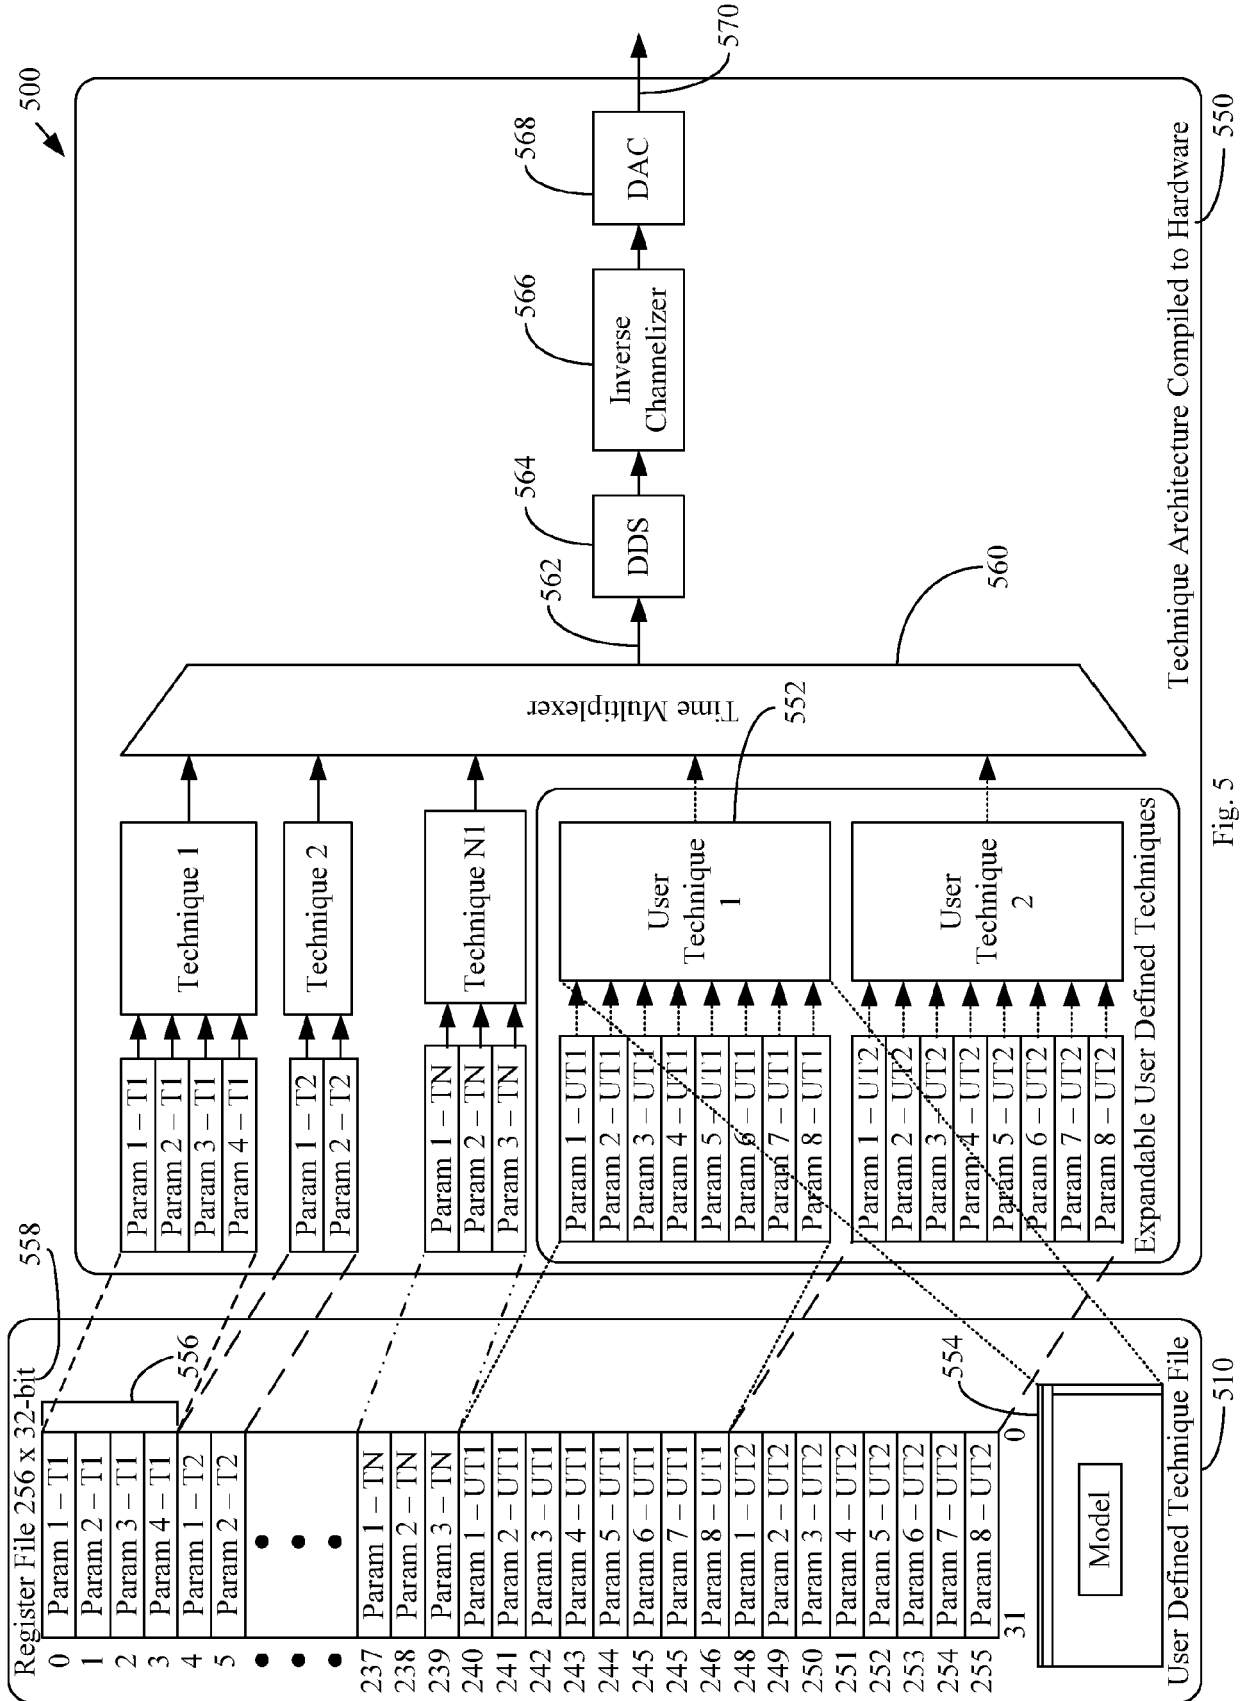 500
Register File 256 x 32-bit
558
556
0 Param 1 – T1
1 Param 2 – T1
2 Param 3 – T1
3 Param 4 – T1
4 Param 1 – T2
5 Param 2 – T2
237 Param 1 – TN
238 Param 2 – TN
239 Param 3 – TN
240 Param 1 – UT1
241 Param 2 – UT1
242 Param 3 – UT1
243 Param 4 – UT1
244 Param 5 – UT1
245 Param 6 – UT1
245 Param 7 – UT1
246 Param 8 – UT1
248 Param 1 – UT2
249 Param 2 – UT2
250 Param 3 – UT2
251 Param 4 – UT2
252 Param 5 – UT2
253 Param 6 – UT2
254 Param 7 – UT2
255 Param 8 – UT2
31
0
554
Model
User Defined Technique File
510
Param 1 – T1
Param 2 – T1
Param 3 – T1
Param 4 – T1
Technique 1
Param 1 – T2
Param 2 – T2
Technique 2
Param 1 – TN
Param 2 – TN
Param 3 – TN
Technique N1
Param 1 – UT1
Param 2 – UT1
Param 3 – UT1
Param 4 – UT1
Param 5 – UT1
Param 6 – UT1
Param 7 – UT1
Param 8 – UT1
User
Technique
1
552
Param 1 – UT2
Param 2 – UT2
Param 3 – UT2
Param 4 – UT2
Param 5 – UT2
Param 6 – UT2
Param 7 – UT2
Param 8 – UT2
User
Technique
2
Expandable User Defined Techniques
Time Multiplexer
560
562
DDS
564
Inverse
Channelizer
566
DAC
568
570
Technique Architecture Compiled to Hardware
550
Fig. 5